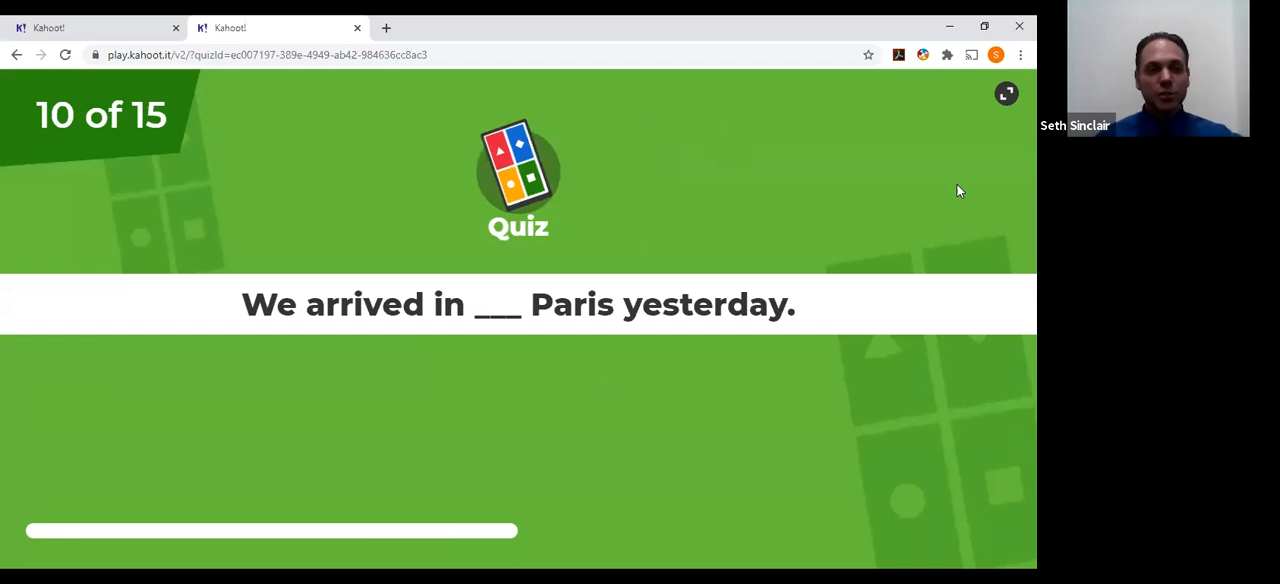 Kahoot!
Kahoot!
play.kahoot.it/v2/?quizId=ec007197-389e-4949-ab42-984636cc8ac3
S
10 of 15
Seth Sinclair
Quiz
We arrived in ___ Paris yesterday.